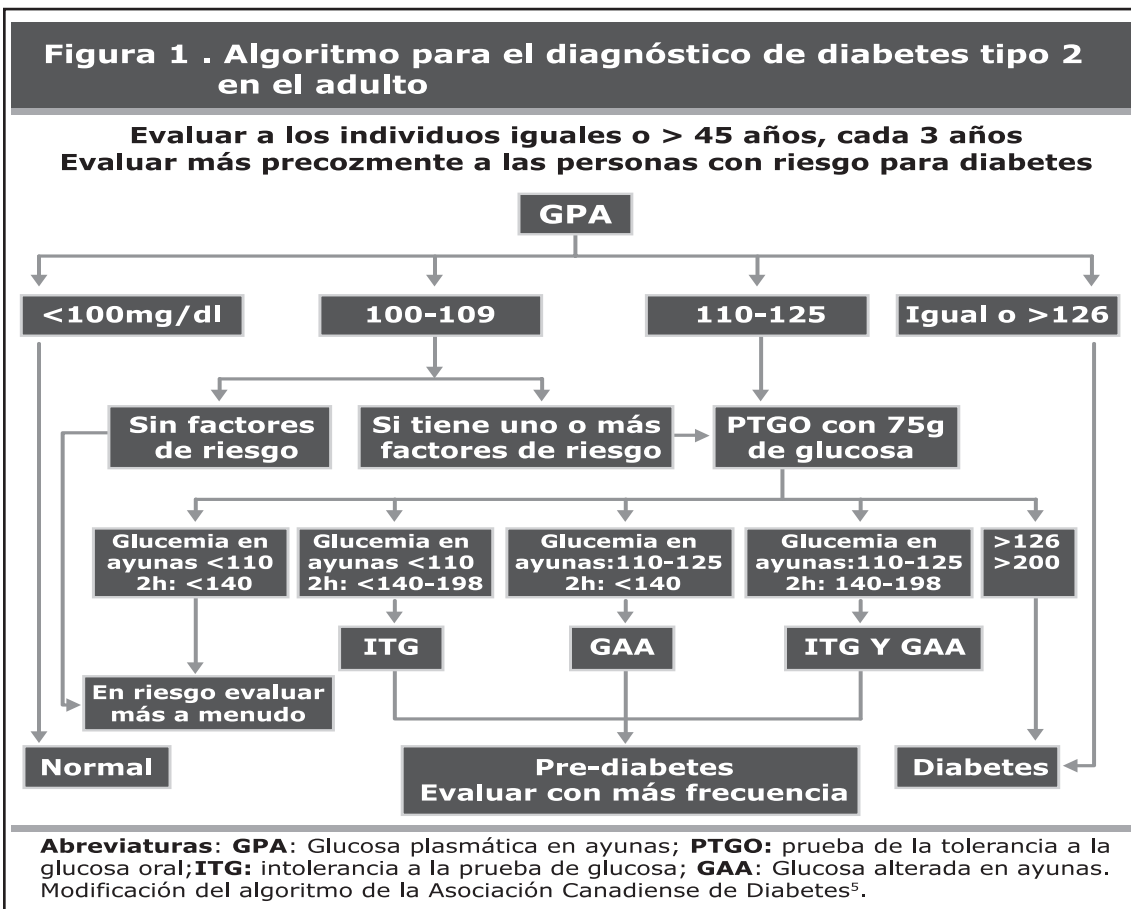 Figura 1 . Algoritmo para el diagnóstico de diabetes tipo 2
en el adulto
Evaluar a los individuos iguales o > 45 años, cada 3 años
Evaluar más precozmente a las personas con riesgo para diabetes
GPA
<100mg/dl
100-109
110-125
Igual o >126
Sin factores
de riesgo
Si tiene uno o más
factores de riesgo
PTGO con 75g
de glucosa
Glucemia en
ayunas <110
2h: <140
Glucemia en
ayunas <110
2h: <140-198
Glucemia en
ayunas:110-125
2h: <140
Glucemia en
ayunas:110-125
2h: 140-198
>126
>200
ITG
GAA
ITG Y GAA
En riesgo evaluar
más a menudo
Normal
Pre-diabetes
Evaluar con más frecuencia
Diabetes
Abreviaturas: GPA: Glucosa plasmática en ayunas; PTGO: prueba de la tolerancia a la
glucosa oral;ITG: intolerancia a la prueba de glucosa; GAA: Glucosa alterada en ayunas.
Modificación del algoritmo de la Asociación Canadiense de Diabetes⁵.